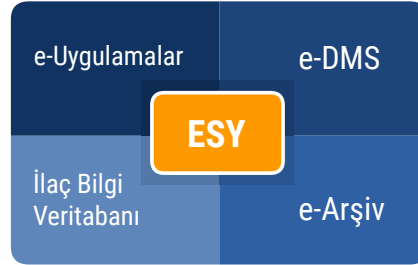 e-Uygulamalar
e-DMS
ESY
İlaç Bilgi
Veritabanı
e-Arşiv